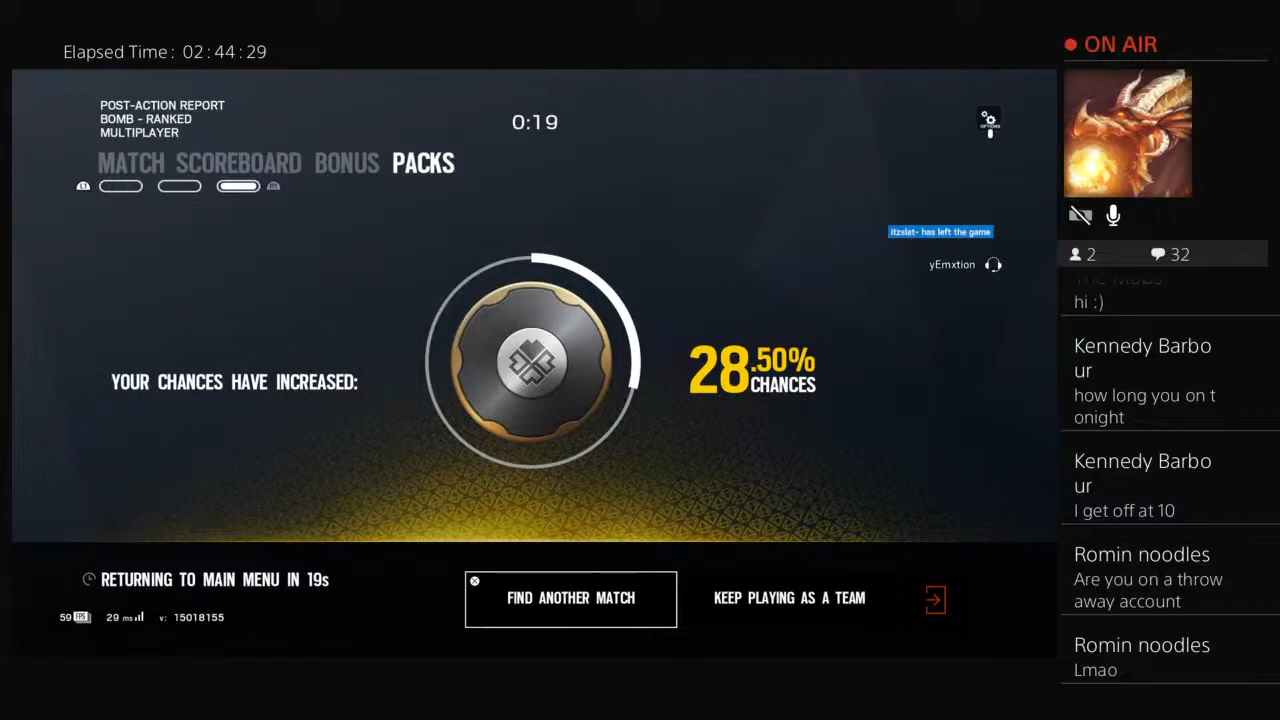 Elapsed Time: 02:44:29
ON AIR
POST-ACTION REPORT
BOMB - RANKED
MULTIPLAYER
0:19
OPTIONS
MATCH SCOREBOARD BONUS PACKS
L1
R1
itzslat- has left the game
yEmxtion
YOUR CHANCES HAVE INCREASED:
28.50%
CHANCES
RETURNING TO MAIN MENU IN 19s
FIND ANOTHER MATCH
KEEP PLAYING AS A TEAM
59 FPS 29 ms v: 15018155
2 32
hi :)
Kennedy Barbo
ur
how long you on t
onight
Kennedy Barbo
ur
I get off at 10
Romin noodles
Are you on a throw
away account
Romin noodles
Lmao